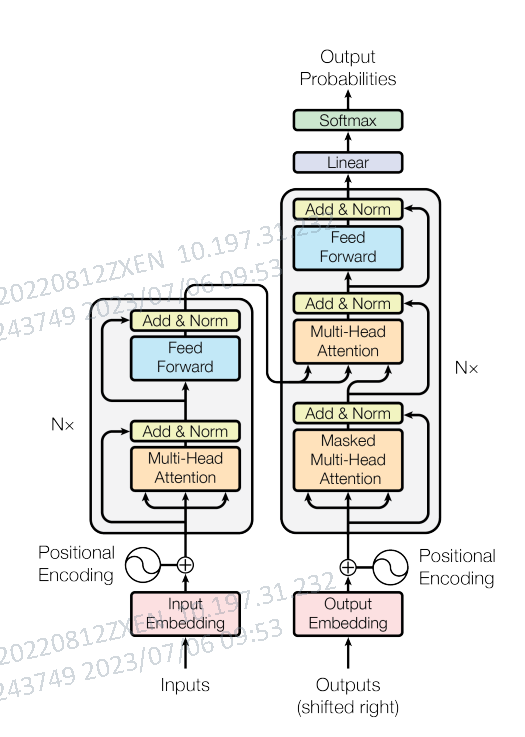 Output
Probabilities
Softmax
Linear
Add & Norm
Feed
Forward
Add & Norm
Multi-Head
Attention
Add & Norm
Masked
Multi-Head
Attention
Nx
Add & Norm
Feed
Forward
Add & Norm
Multi-Head
Attention
N×
Positional
Encoding
Positional
Encoding
Input
Embedding
Output
Embedding
Inputs
Outputs
(shifted right)
20220812ZXEN 10.197.31.232
243749 2023/07/06 09:53
20220812ZXEN 10.197.31.232
243749 2023/07/06 09:53